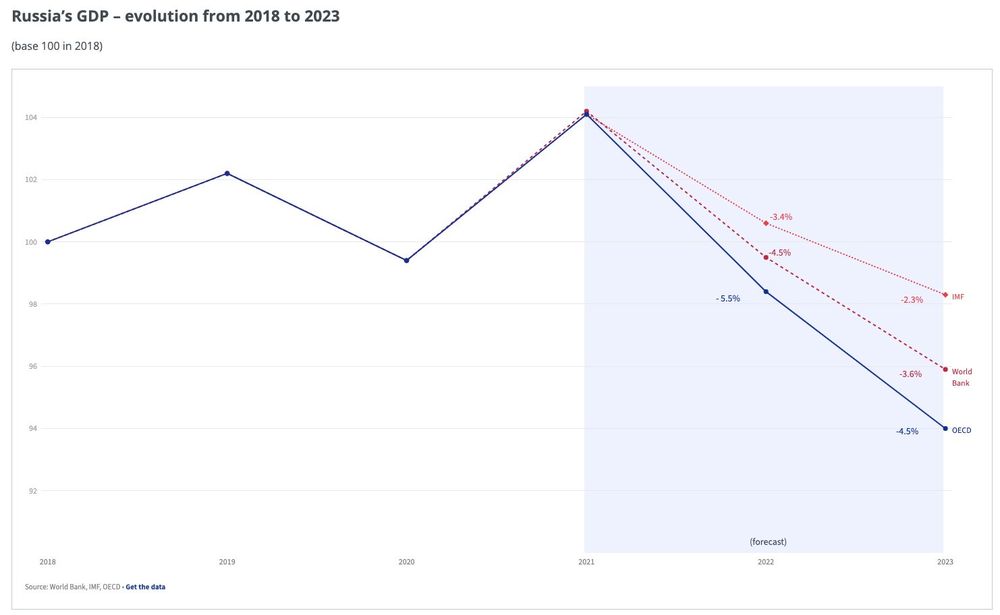 Russia’s GDP – evolution from 2018 to 2023
(base 100 in 2018)
104
102
100
98
96
94
92
-3.4%
-4.5%
- 5.5%
-2.3%
IMF
-3.6%
World
Bank
-4.5%
OECD
(forecast)
2018 2019 2020 2021 2022 2023
Source: World Bank, IMF, OECD • Get the data